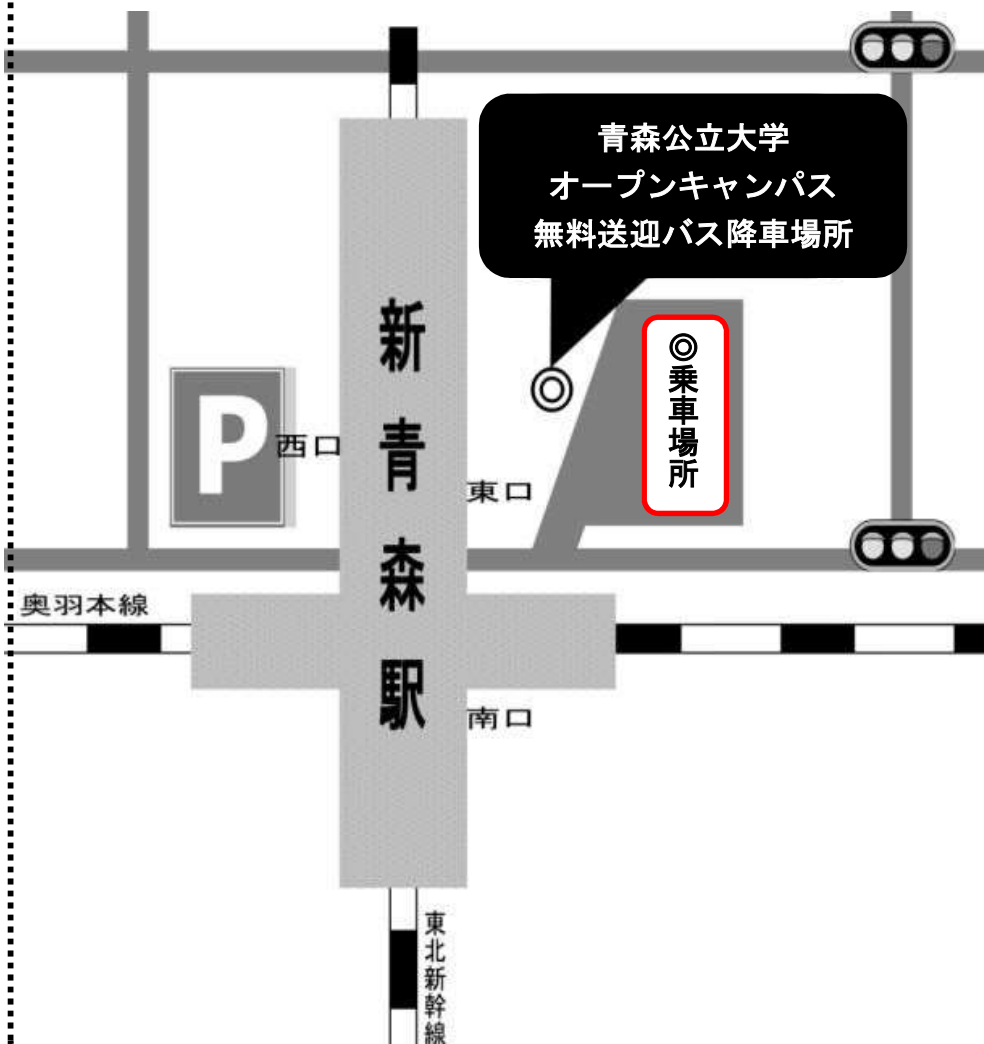 青森公立大学
オープンキャンパス
無料送迎バス降車場所
◎乗車場所
新青森駅
P
西口
東口
奥羽本線
南口
東北新幹線